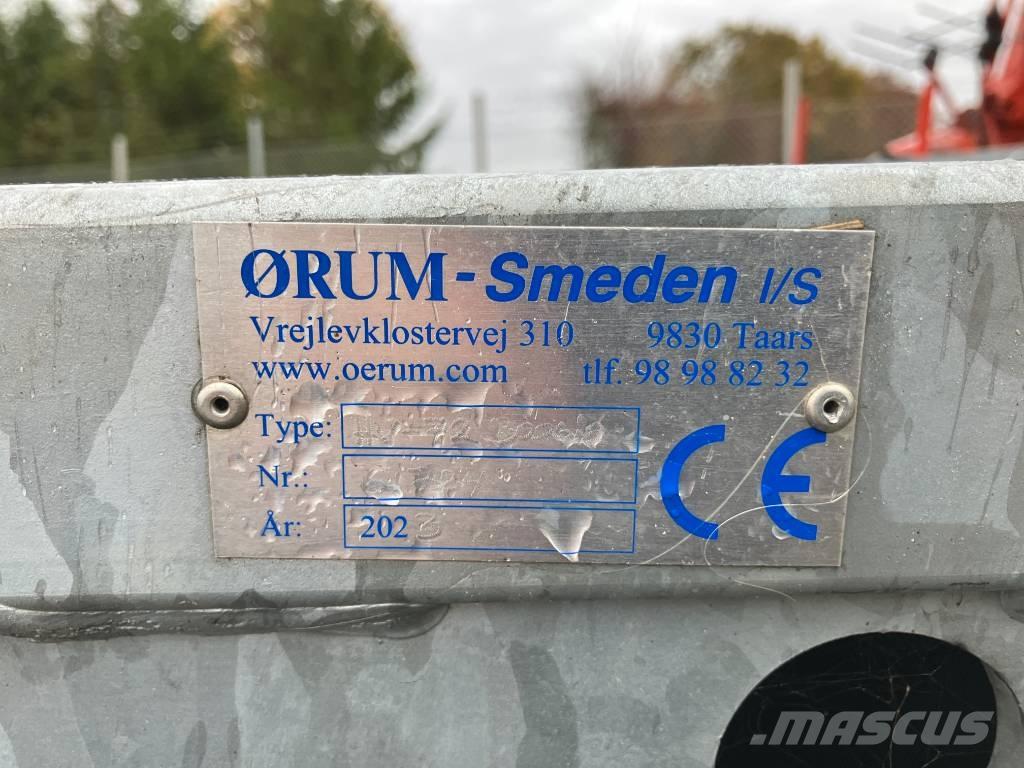 ØRUM-Smeden I/S
Vrejlevklostervej 310 9830 Taars
www.oerum.com tlf. 98 98 82 32
Type:
Nr.:
År: 2023
CE
MASCUS